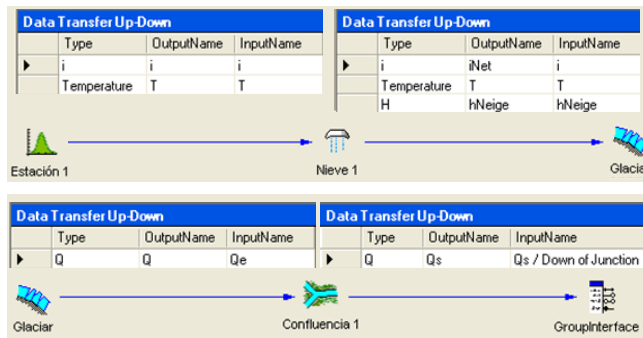 Data Transfer Up-Down
Type OutputName InputName
i i i
Temperature T T
Data Transfer Up-Down
Type OutputName InputName
i iNet i
Temperature T T
H hNeige hNeige
Estación 1
Nieve 1
Glacia
Data Transfer Up-Down
Type OutputName InputName
Q Q Qe
Data Transfer Up-Down
Type OutputName InputName
Q Qs Qs / Down of Junction
Glaciar
Confluencia 1
GroupInterface